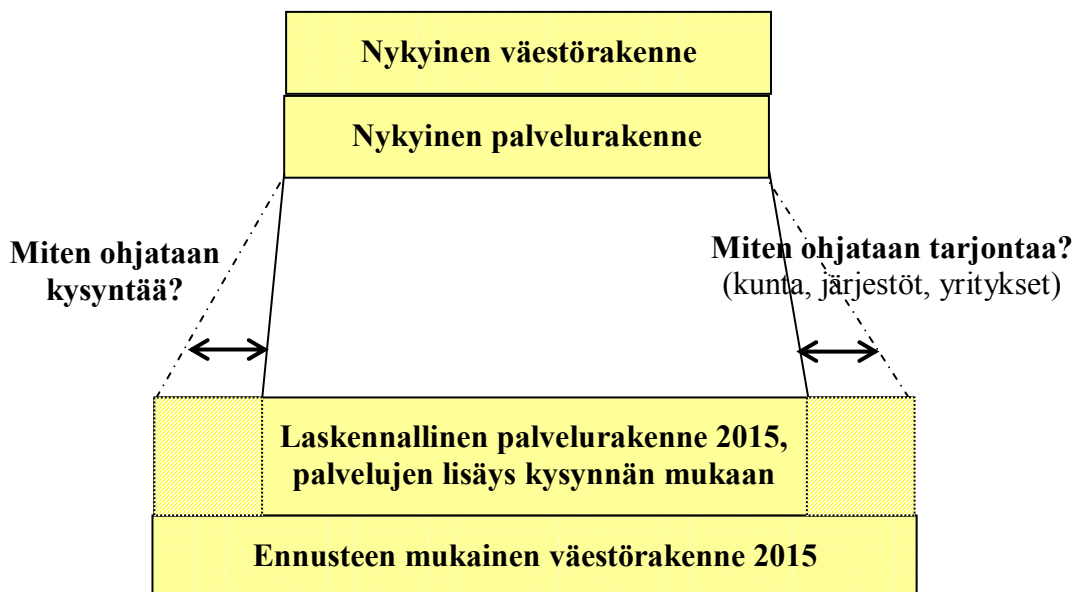 Nykyinen väestörakenne
Nykyinen palvelurakenne
Miten ohjataan
kysyntää?
Miten ohjataan tarjontaa?
(kunta, järjestöt, yritykset)
Laskennallinen palvelurakenne 2015,
palvelujen lisäys kysynnän mukaan
Ennusteen mukainen väestörakenne 2015